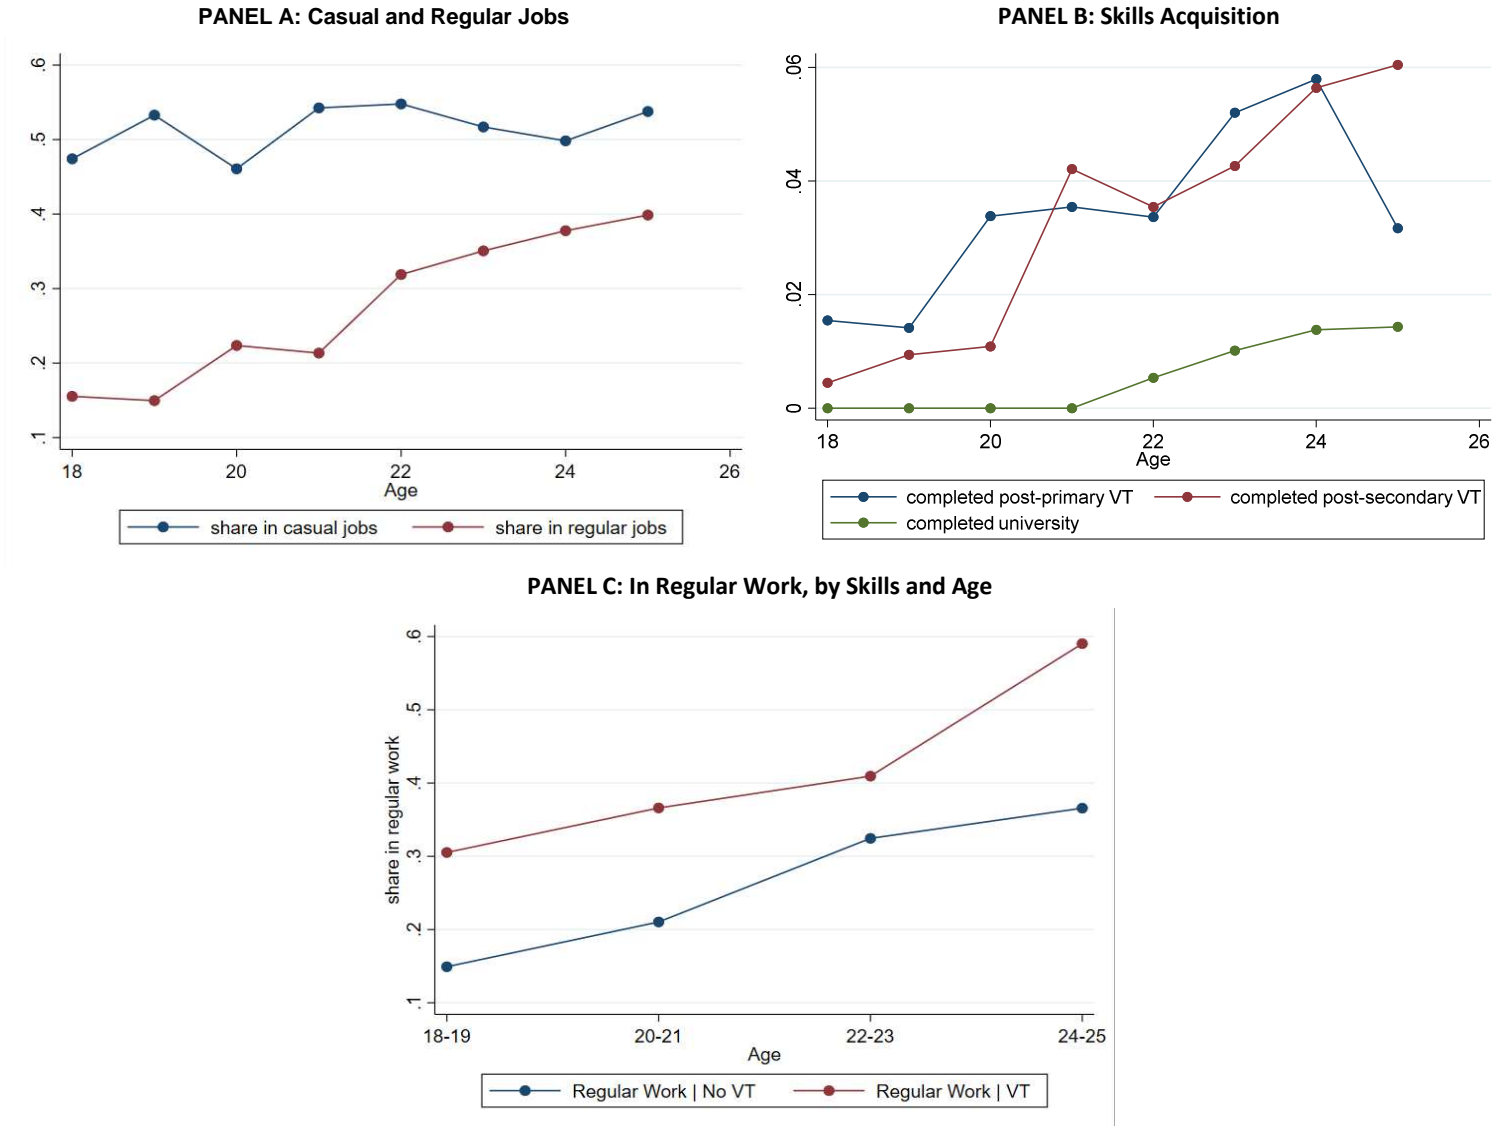 PANEL A: Casual and Regular Jobs
.6
.5
.4
.3
.2
.1
18 20 22 24 26
Age
share in casual jobs share in regular jobs
PANEL B: Skills Acquisition
.06
.04
.02
0
18 20 22 24 26
Age
completed post-primary VT completed post-secondary VT
completed university
PANEL C: In Regular Work, by Skills and Age
share in regular work
.6
.5
.4
.3
.2
.1
18-19 20-21 22-23 24-25
Age
Regular Work | No VT Regular Work | VT